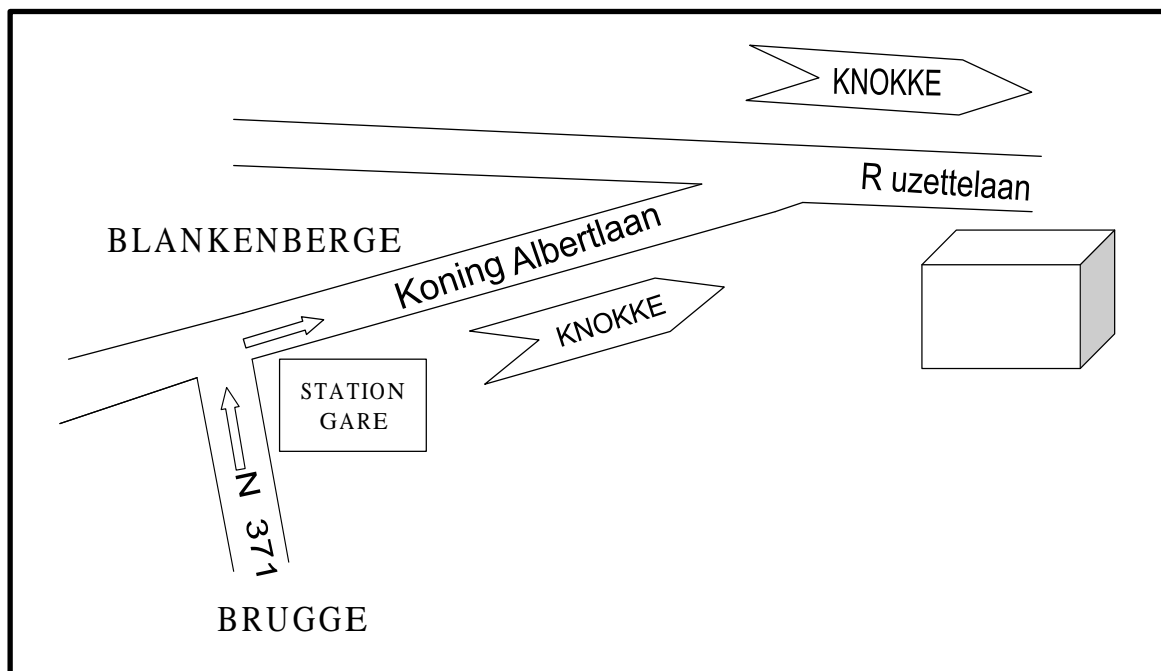 KNOKKE
R uzettelaan
BLANKENBERGE
Koning Albertlaan
KNOKKE
STATION
GARE
N 371
BRUGGE